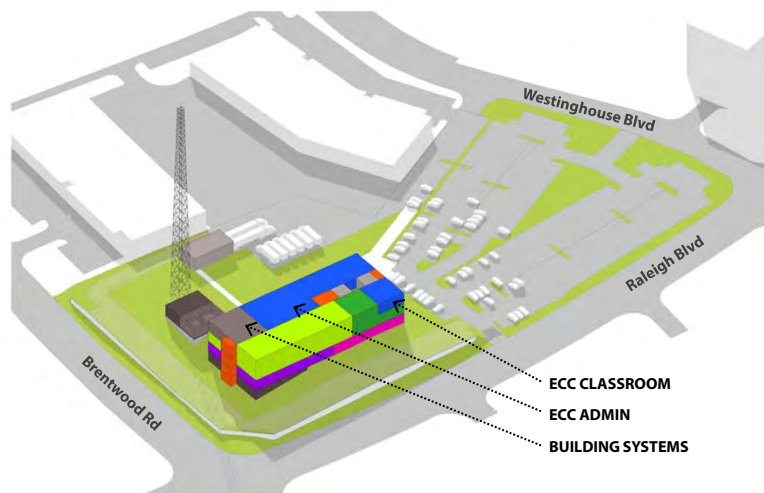 Westinghouse Blvd
Raleigh Blvd
Brentwood Rd
ECC CLASSROOM
ECC ADMIN
BUILDING SYSTEMS